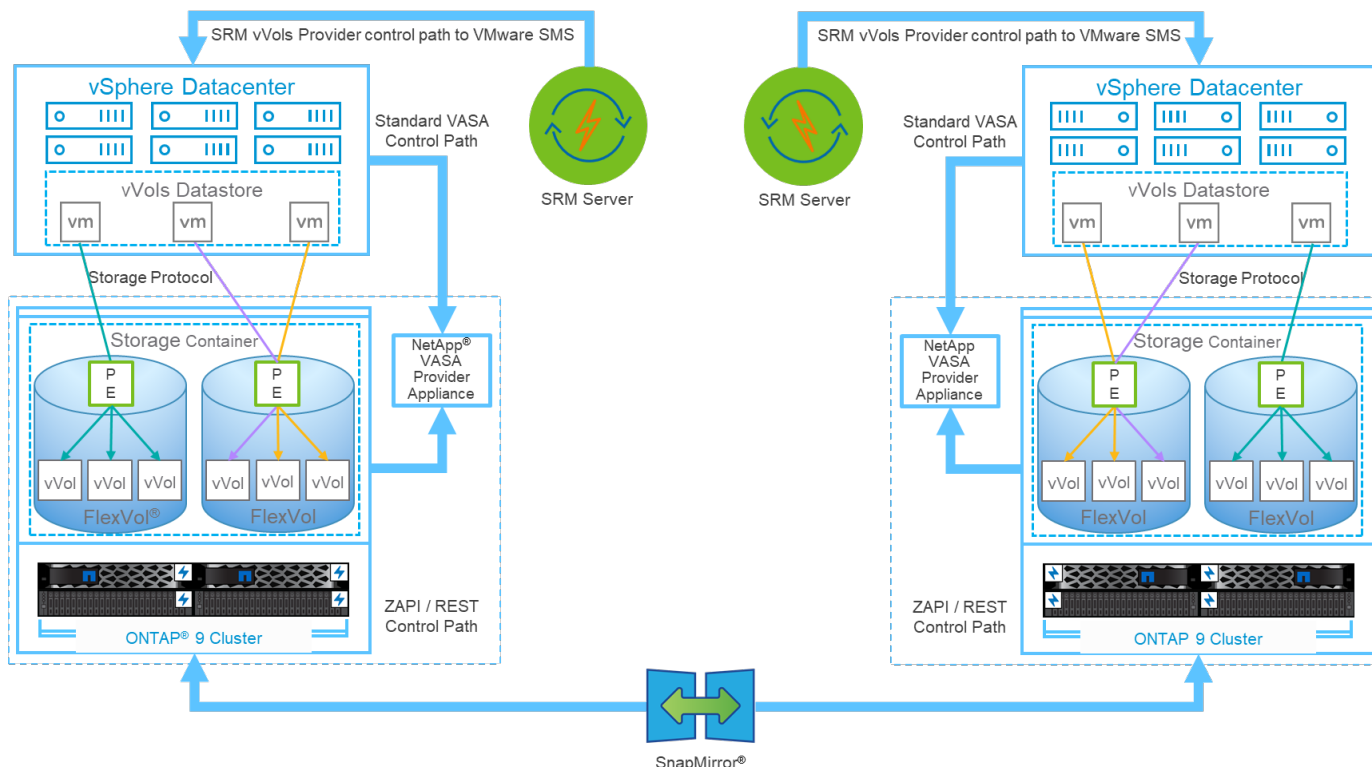 SRM vVols Provider control path to VMware SMS
vSphere Datacenter
vVols Datastore
vm
vm
vm
Standard VASA
Control Path
SRM Server
Storage Protocol
Storage Container
P
E
P
E
vVol
vVol
vVol
vVol
vVol
vVol
FlexVol®
FlexVol
NetApp®
VASA
Provider
Appliance
ZAPI / REST
Control Path
ONTAP® 9 Cluster
SRM vVols Provider control path to VMware SMS
SRM Server
Standard VASA
Control Path
vSphere Datacenter
vVols Datastore
vm
vm
vm
Storage Protocol
NetApp
VASA
Provider
Appliance
Storage Container
P
E
P
E
vVol
vVol
vVol
vVol
vVol
vVol
FlexVol
FlexVol
ZAPI / REST
Control Path
ONTAP 9 Cluster
SnapMirror®